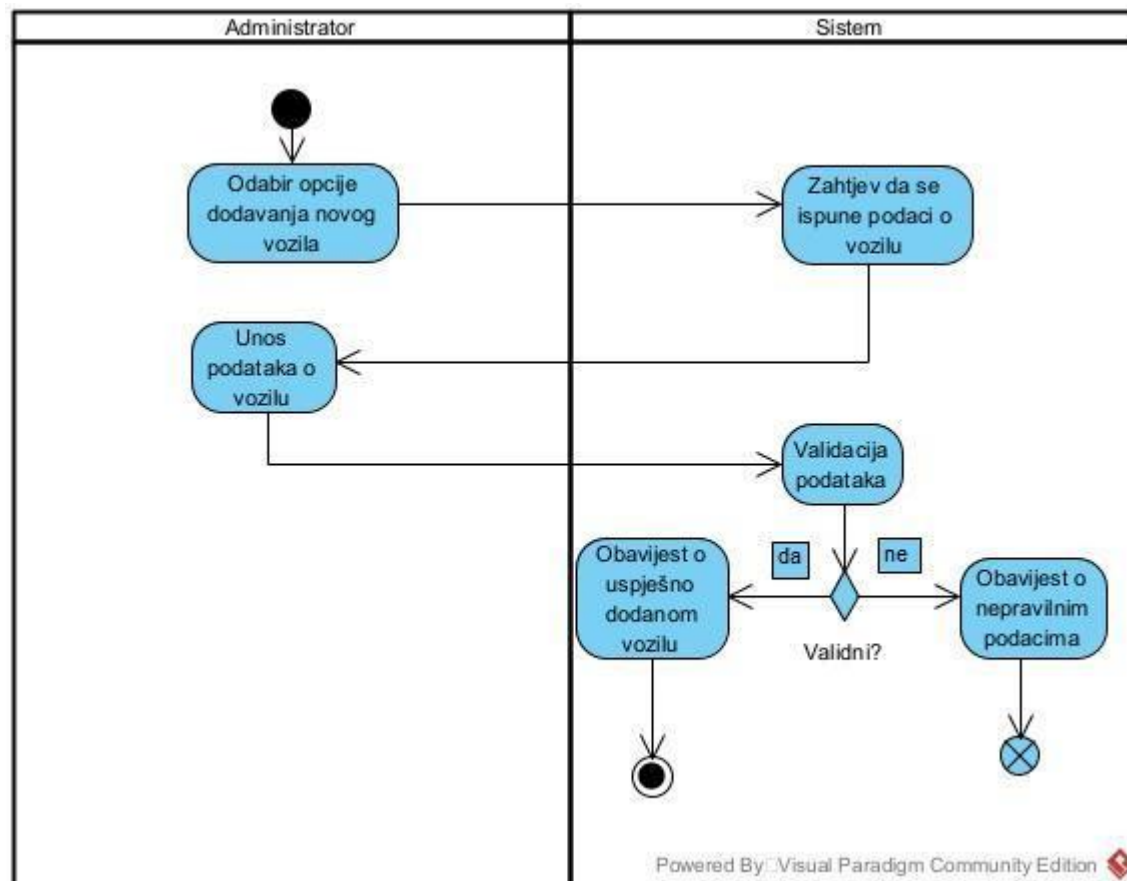 Administrator
Sistem
Odabir opcije
dodavanja novog
vozila
Zahtjev da se
ispune podaci o
vozilu
Unos
podataka o
vozilu
Validacija
podataka
da
ne
Obavijest o
uspješno
dodanom
vozilu
Obavijest o
nepravilnim
podacima
Validni?
Powered By Visual Paradigm Community Edition